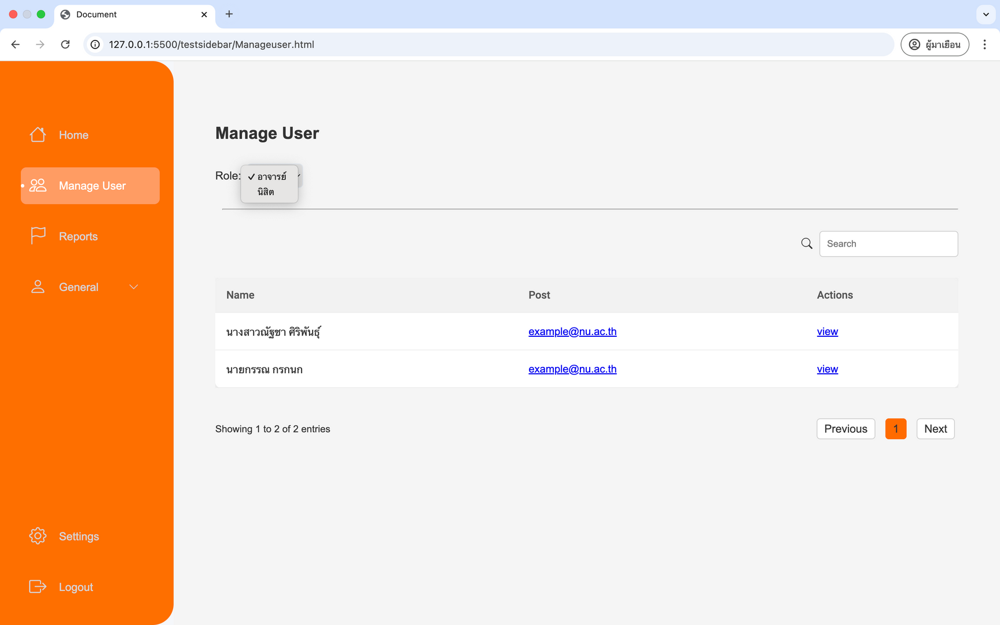 Document
127.0.0.1:5500/testsidebar/Manageuser.html
ผู้มาเยือน
Home
Manage User
Reports
General
Settings
Logout
Manage User
Role:
✓ อาจารย์
นิสิต
Search
Name Post Actions
นางสาวณัฐชา ศิริพันธุ์ example@nu.ac.th view
นายกรรณ กรกนก example@nu.ac.th view
Showing 1 to 2 of 2 entries
Previous 1 Next